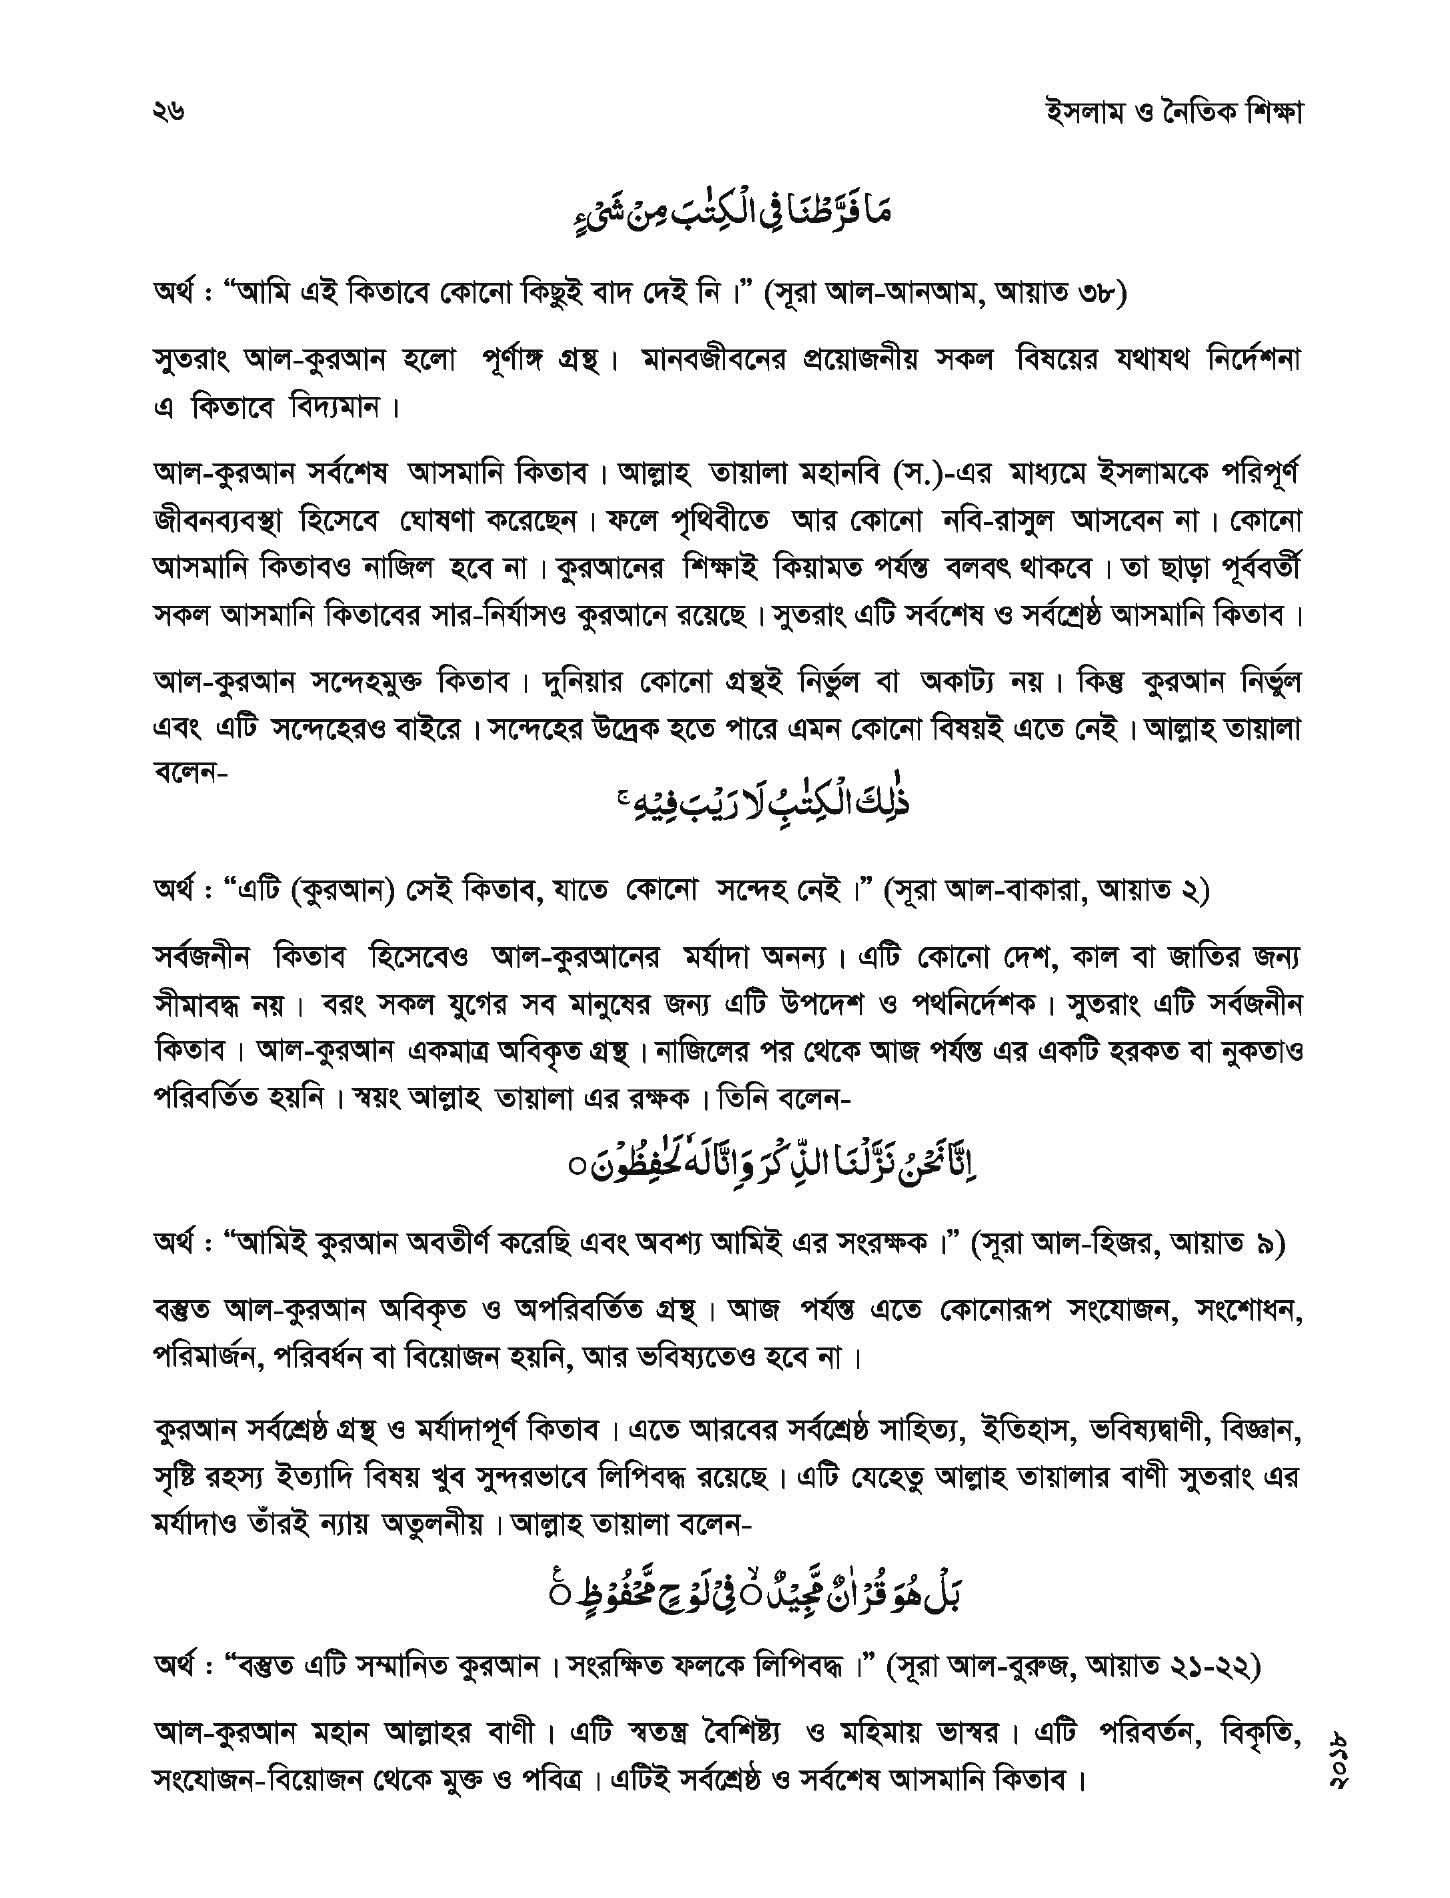 ২৬
ইসলাম ও নৈতিক শিক্ষা
مَا فَرَّطْنَا فِى الْكِتٰبَ مِنْ شَىْءٍ
অর্থ : “আমি এই কিতাবে কোনো কিছুই বাদ দেই নি।” (সূরা আল-আনআম, আয়াত ৩৮)
সুতরাং আল-কুরআন হলো পূর্ণাঙ্গ গ্রন্থ। মানবজীবনের প্রয়োজনীয় সকল বিষয়ের যথাযথ নির্দেশনা
এ কিতাবে বিদ্যমান।
আল-কুরআন সর্বশেষ আসমানি কিতাব। আল্লাহ তায়ালা মহানবি (স.)-এর মাধ্যমে ইসলামকে পরিপূর্ণ
জীবনব্যবস্থা হিসেবে ঘোষণা করেছেন। ফলে পৃথিবীতে আর কোনো নবি-রাসুল আসবেন না। কোনো
আসমানি কিতাবও নাজিল হবে না। কুরআনের শিক্ষাই কিয়ামত পর্যন্ত বলবৎ থাকবে। তা ছাড়া পূর্ববর্তী
সকল আসমানি কিতাবের সার-নির্যাসও কুরআনে রয়েছে। সুতরাং এটি সর্বশেষ ও সর্বশ্রেষ্ঠ আসমানি কিতাব।
আল-কুরআন সন্দেহমুক্ত কিতাব। দুনিয়ার কোনো গ্রন্থই নির্ভুল বা অকাট্য নয়। কিন্তু কুরআন নির্ভুল
এবং এটি সন্দেহেরও বাইরে। সন্দেহের উদ্রেক হতে পারে এমন কোনো বিষয়ই এতে নেই। আল্লাহ তায়ালা
বলেন-
ذٰلِكَ الْكِتٰبُ لَا رَيْبَ فِيْهِ ۚ
অর্থ : “এটি (কুরআন) সেই কিতাব, যাতে কোনো সন্দেহ নেই।” (সূরা আল-বাকারা, আয়াত ২)
সর্বজনীন কিতাব হিসেবেও আল-কুরআনের মর্যাদা অনন্য। এটি কোনো দেশ, কাল বা জাতির জন্য
সীমাবদ্ধ নয়। বরং সকল যুগের সব মানুষের জন্য এটি উপদেশ ও পথনির্দেশক। সুতরাং এটি সর্বজনীন
কিতাব। আল-কুরআন একমাত্র অবিকৃত গ্রন্থ। নাজিলের পর থেকে আজ পর্যন্ত এর একটি হরকত বা নুকতাও
পরিবর্তিত হয়নি। স্বয়ং আল্লাহ তায়ালা এর রক্ষক। তিনি বলেন-
اِنَّا نَحْنُ نَزَّلْنَا الذِّكْرَ وَاِنَّا لَهٗ لَحٰفِظُوْنَ ○
অর্থ : “আমিই কুরআন অবতীর্ণ করেছি এবং অবশ্য আমিই এর সংরক্ষক।” (সূরা আল-হিজর, আয়াত ৯)
বস্তুত আল-কুরআন অবিকৃত ও অপরিবর্তিত গ্রন্থ। আজ পর্যন্ত এতে কোনোরূপ সংযোজন, সংশোধন,
পরিমার্জন, পরিবর্ধন বা বিয়োজন হয়নি, আর ভবিষ্যতেও হবে না।
কুরআন সর্বশ্রেষ্ঠ গ্রন্থ ও মর্যাদাপূর্ণ কিতাব। এতে আরবের সর্বশ্রেষ্ঠ সাহিত্য, ইতিহাস, ভবিষ্যদ্বাণী, বিজ্ঞান,
সৃষ্টি রহস্য ইত্যাদি বিষয় খুব সুন্দরভাবে লিপিবদ্ধ রয়েছে। এটি যেহেতু আল্লাহ তায়ালার বাণী সুতরাং এর
মর্যাদাও তাঁরই ন্যায় অতুলনীয়। আল্লাহ তায়ালা বলেন-
بَلْ هُوَ قُرْاٰنٌ مَّجِيْدٌ ○ۙ فِىْ لَوْحٍ مَّحْفُوْظٍ ○ۧ
অর্থ : “বস্তুত এটি সম্মানিত কুরআন। সংরক্ষিত ফলকে লিপিবদ্ধ।” (সূরা আল-বুরুজ, আয়াত ২১-২২)
আল-কুরআন মহান আল্লাহর বাণী। এটি স্বতন্ত্র বৈশিষ্ট্য ও মহিমায় ভাস্বর। এটি পরিবর্তন, বিকৃতি,
সংযোজন-বিয়োজন থেকে মুক্ত ও পবিত্র। এটিই সর্বশ্রেষ্ঠ ও সর্বশেষ আসমানি কিতাব।
২০১৮